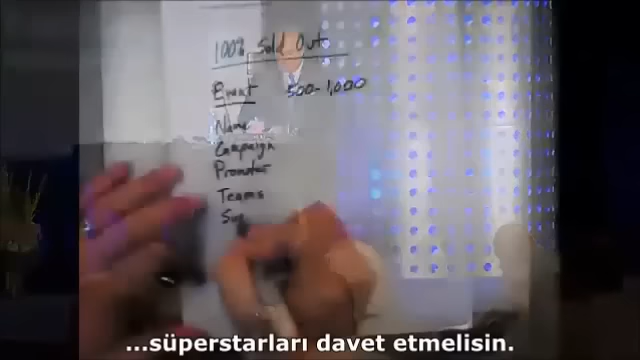 100% Sold Out
Event 500-1,000
Name
Campaign
Promoter
Teams
...süperstarları davet etmelisin.